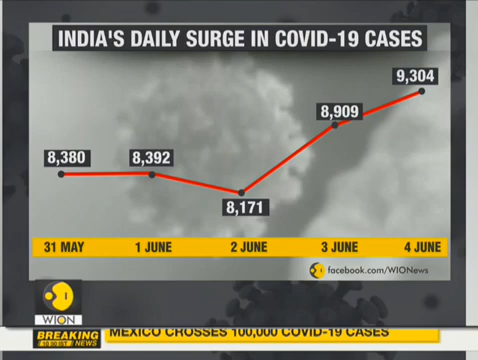 INDIA'S DAILY SURGE IN COVID-19 CASES
9,304
8,909
8,380
8,392
8,171
31 MAY
1 JUNE
2 JUNE
3 JUNE
4 JUNE
facebook.com/WIONews
WION
BREAKING
NEWS
MEXICO CROSSES 100,000 COVID-19 CASES